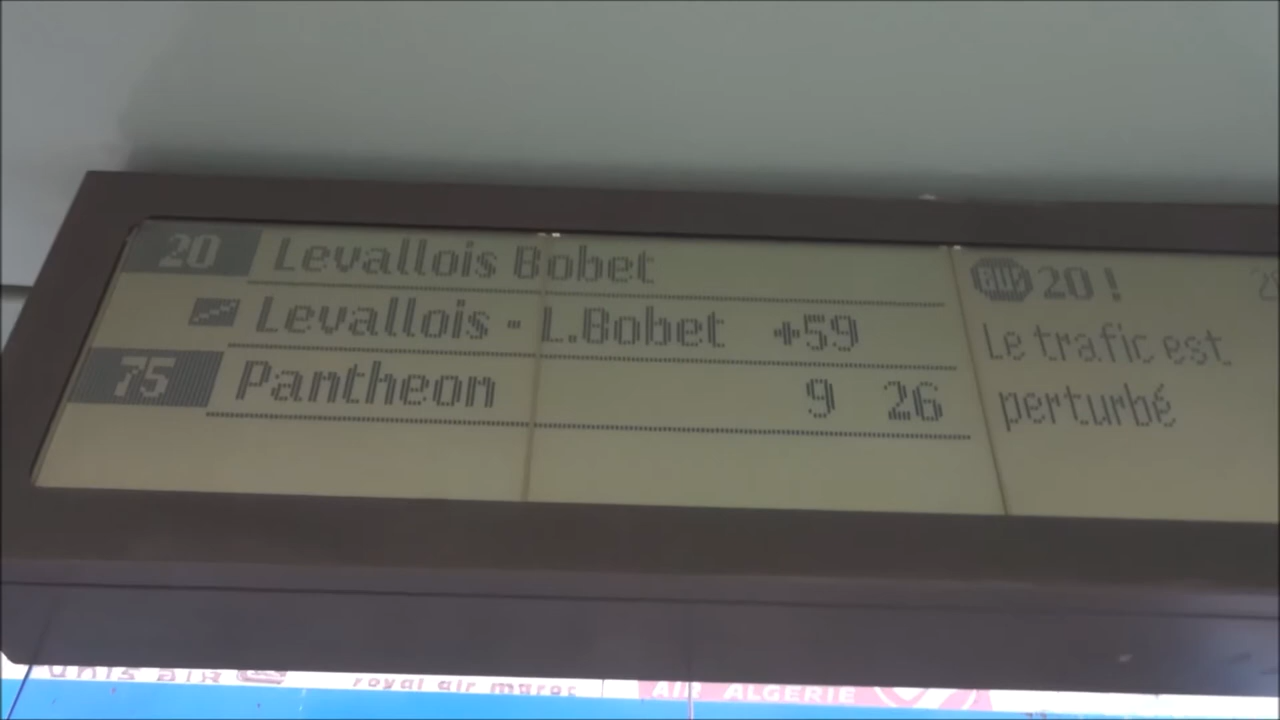 20 Levallois Bobet
Levallois - L.Bobet +59
75 Pantheon 9 26
BUS 20 !
Le trafic est
perturbé
royal air maroc
AIR ALGERIE